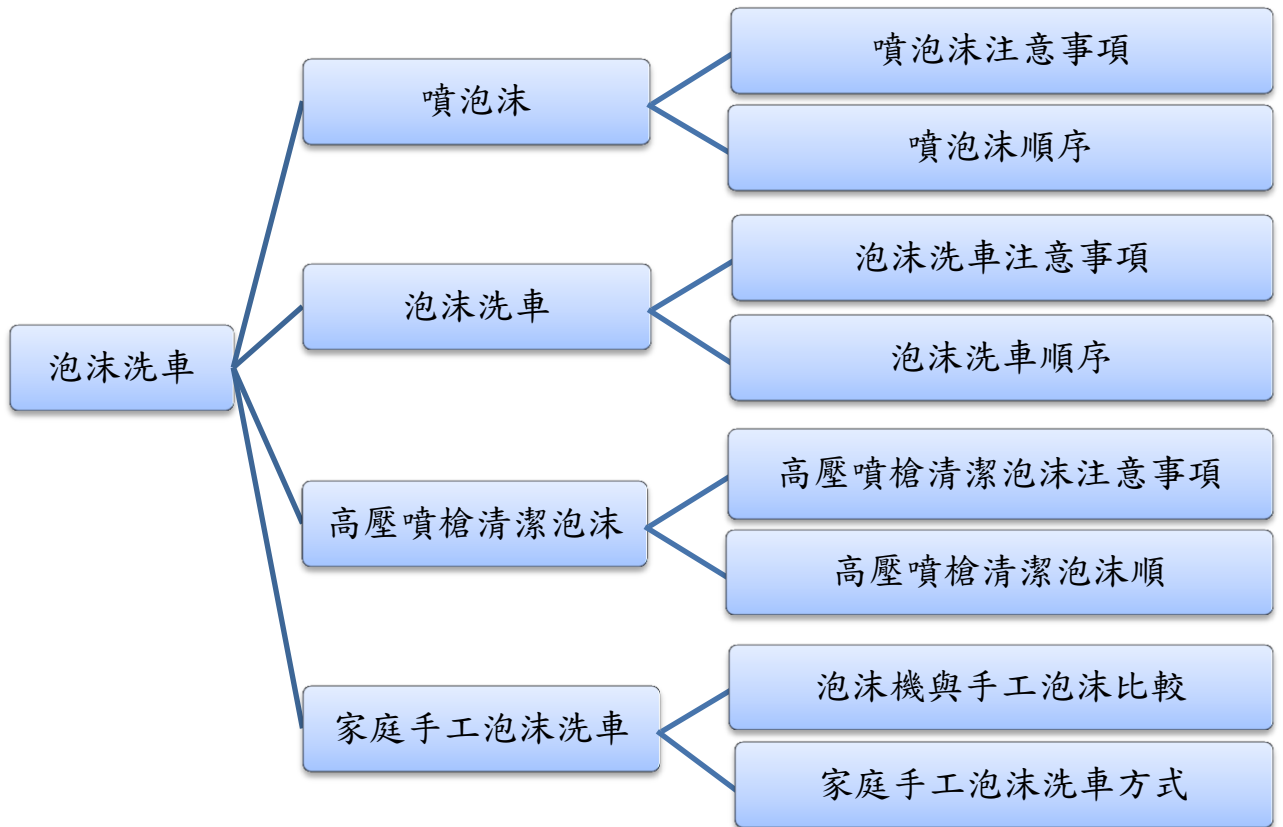 泡沫洗車
噴泡沫
噴泡沫注意事項
噴泡沫順序
泡沫洗車
泡沫洗車注意事項
泡沫洗車順序
高壓噴槍清潔泡沫
高壓噴槍清潔泡沫注意事項
高壓噴槍清潔泡沫順
家庭手工泡沫洗車
泡沫機與手工泡沫比較
家庭手工泡沫洗車方式